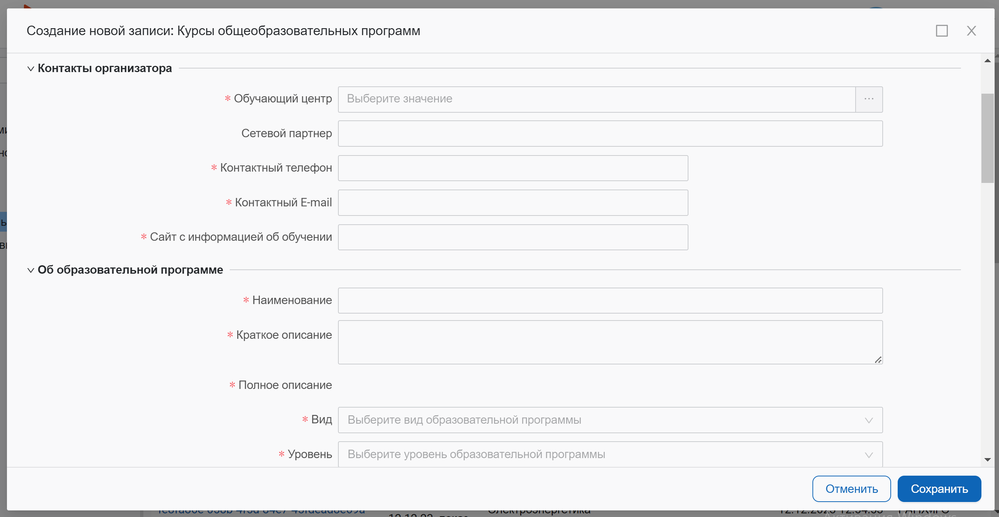 Создание новой записи: Курсы общеобразовательных программ
Контакты организатора
* Обучающий центр
Выберите значение
...
Сетевой партнер
* Контактный телефон
* Контактный E-mail
* Сайт с информацией об обучении
Об образовательной программе
* Наименование
* Краткое описание
* Полное описание
* Вид
Выберите вид образовательной программы
* Уровень
Выберите уровень образовательной программы
Отменить
Сохранить
Электроэнергетика